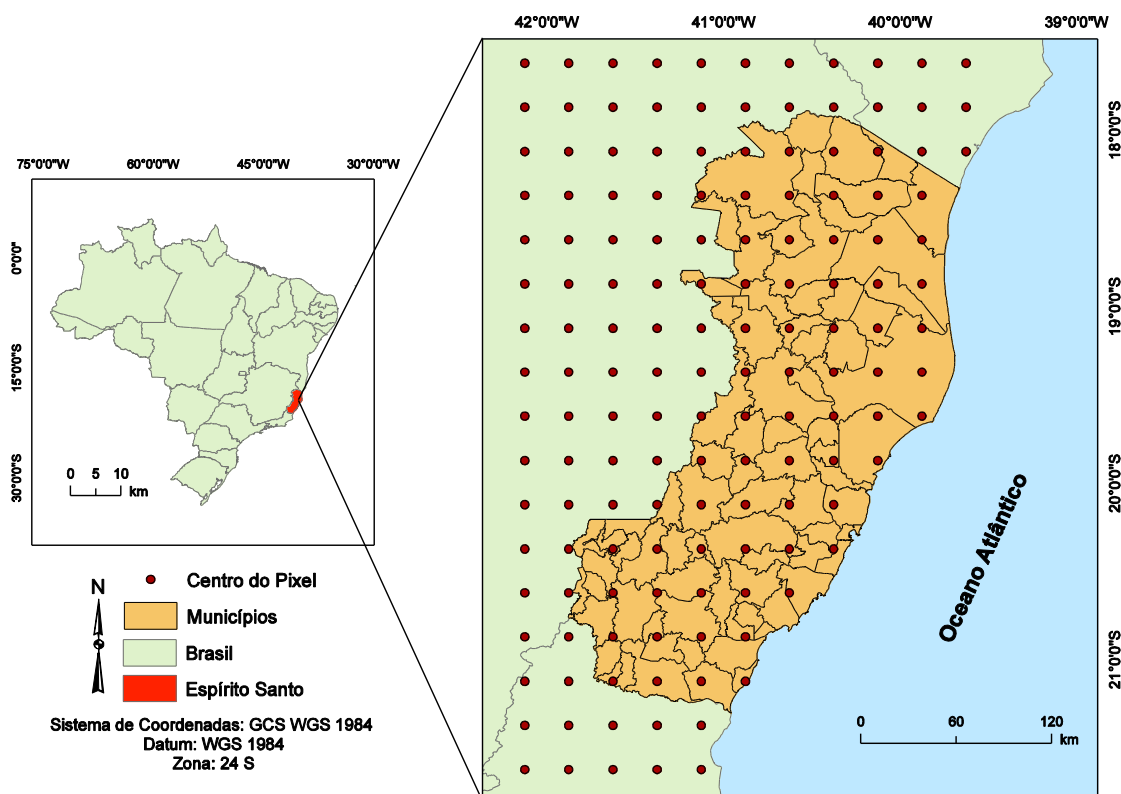 42°0'0"W 41°0'0"W 40°0'0"W 39°0'0"W
18°0'0"S
19°0'0"S
20°0'0"S
21°0'0"S
75°0'0"W 60°0'0"W 45°0'0"W 30°0'0"W
0°0'0"
15°0'0"S
30°0'0"S
0 5 10
km
N
Centro do Pixel
Municípios
Brasil
Espírito Santo
Sistema de Coordenadas: GCS WGS 1984
Datum: WGS 1984
Zona: 24 S
Oceano Atlântico
0 60 120
km